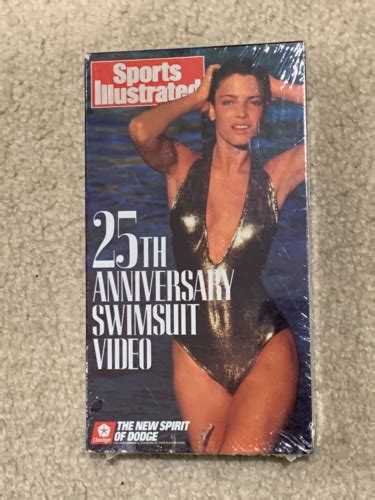 Sports
Illustrated
25TH
ANNIVERSARY
SWIMSUIT
VIDEO
Dodge
THE NEW SPIRIT
OF DODGE